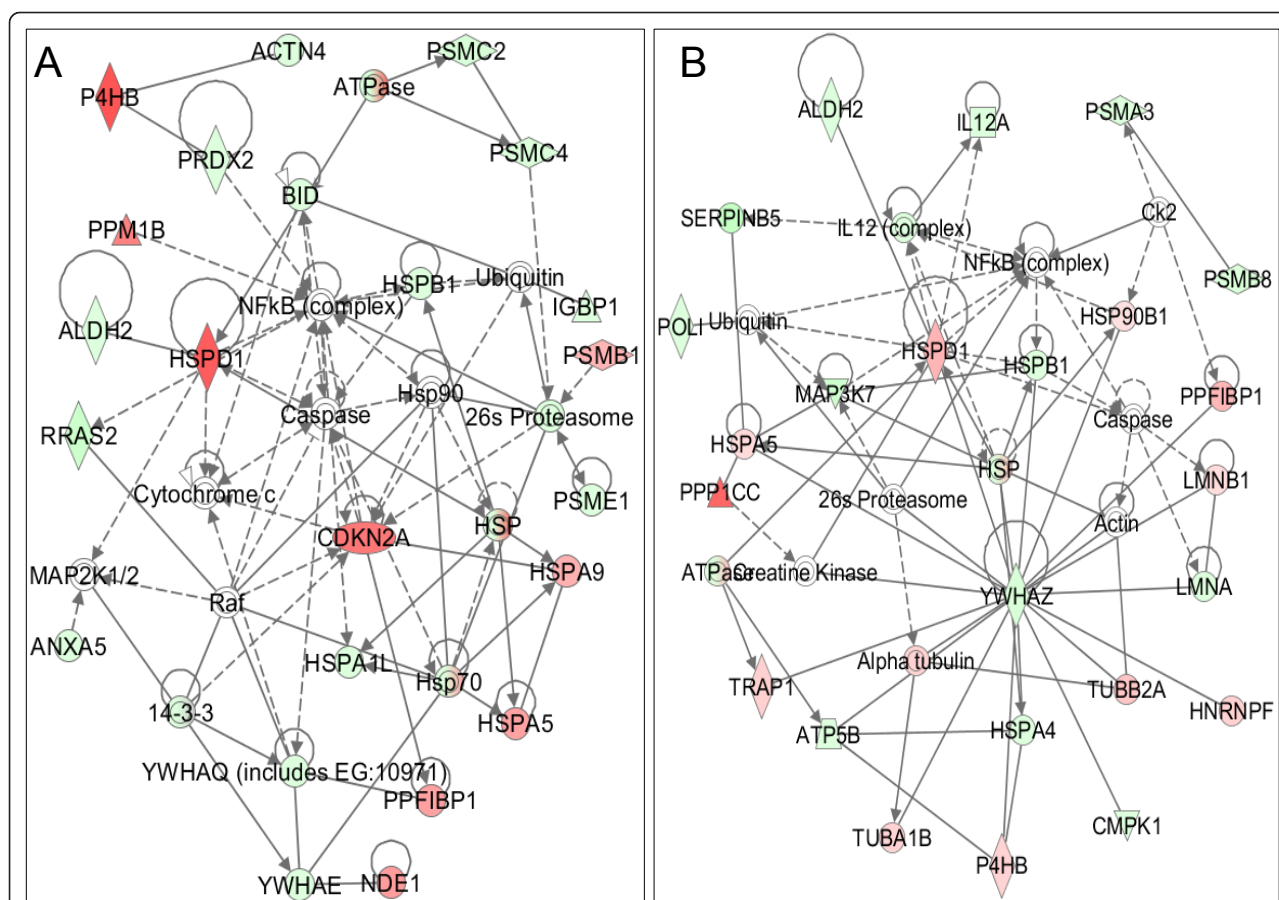 A
ACTN4
PSMC2
P4HB
ATPase
PRDX2
PSMC4
BID
PPM1B
HSPB1
Ubiquitin
NFkB (complex)
IGBP1
ALDH2
HSPD1
PSMB1
Hsp90
Caspase
26s Proteasome
RRAS2
Cytochrome c
PSME1
CDKN2A
HSP
MAP2K1/2
HSPA9
Raf
ANXA5
HSPA1L
Hsp70
14-3-3
HSPA5
YWHAQ (includes EG:10971)
PPFIBP1
YWHAE
NDE1
B
ALDH2
IL12A
PSMA3
SERPINB5
IL12 (complex)
Ck2
NFkB (complex)
PSMB8
POLI
Ubiquitin
HSP90B1
HSPD1
HSPB1
MAP3K7
PPFIBP1
Caspase
HSPA5
HSP
LMNB1
PPP1CC
26s Proteasome
Actin
ATPase
Creatine Kinase
YWHAZ
LMNA
Alpha tubulin
TRAP1
TUBB2A
HNRNPF
ATP5B
HSPA4
CMPK1
TUBA1B
P4HB